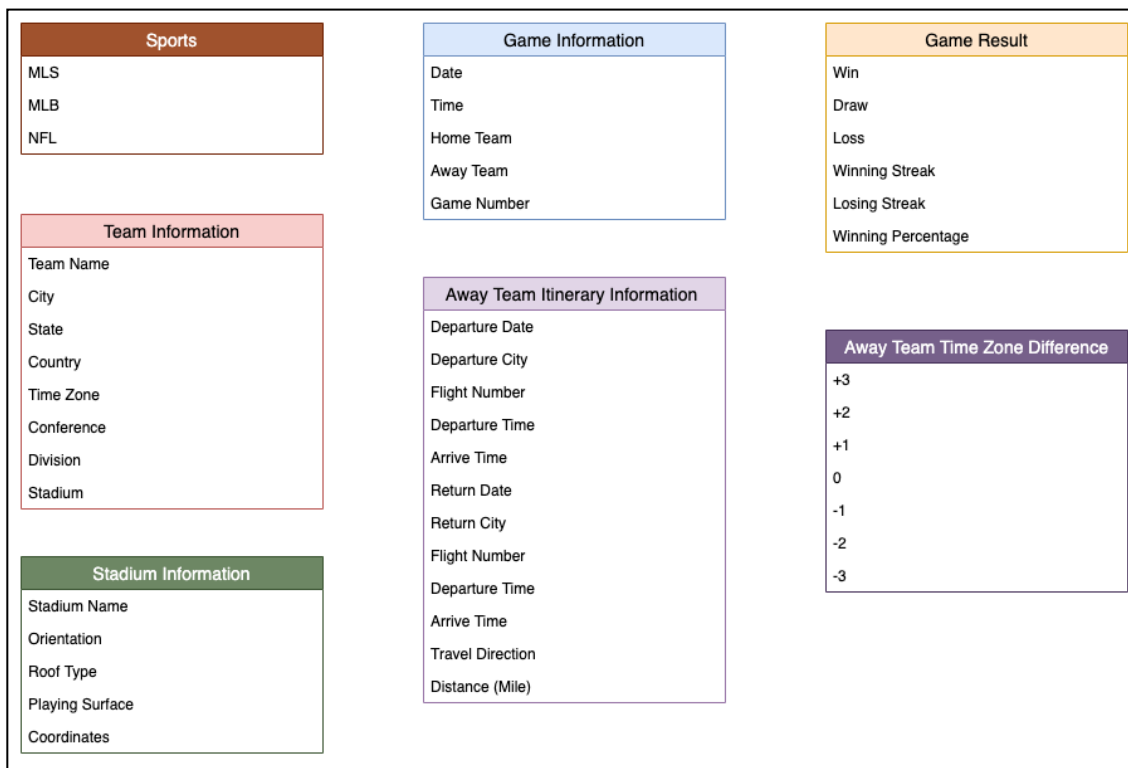 Sports
MLS
MLB
NFL
Team Information
Team Name
City
State
Country
Time Zone
Conference
Division
Stadium
Stadium Information
Stadium Name
Orientation
Roof Type
Playing Surface
Coordinates
Game Information
Date
Time
Home Team
Away Team
Game Number
Away Team Itinerary Information
Departure Date
Departure City
Flight Number
Departure Time
Arrive Time
Return Date
Return City
Flight Number
Departure Time
Arrive Time
Travel Direction
Distance (Mile)
Game Result
Win
Draw
Loss
Winning Streak
Losing Streak
Winning Percentage
Away Team Time Zone Difference
+3
+2
+1
0
-1
-2
-3